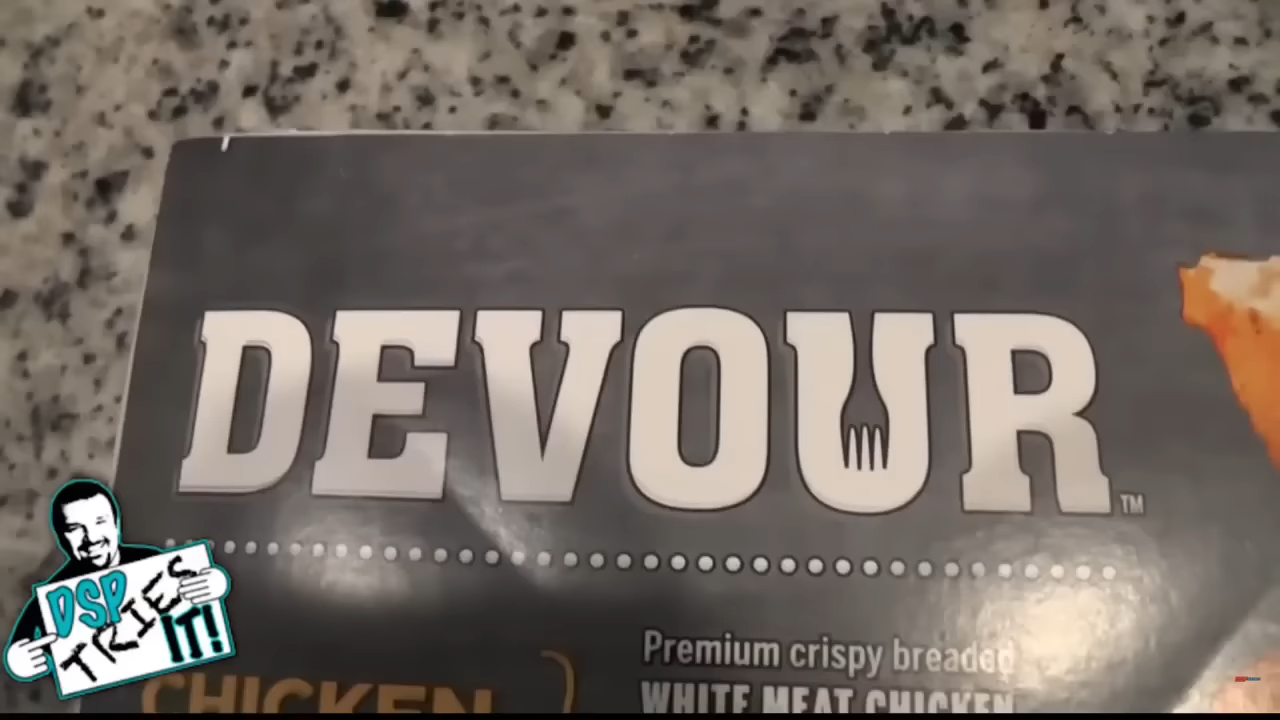 DEVOUR™
Premium crispy breaded
CHICKEN
WHITE MEAT CHICKEN
DSP
TRIES
IT!